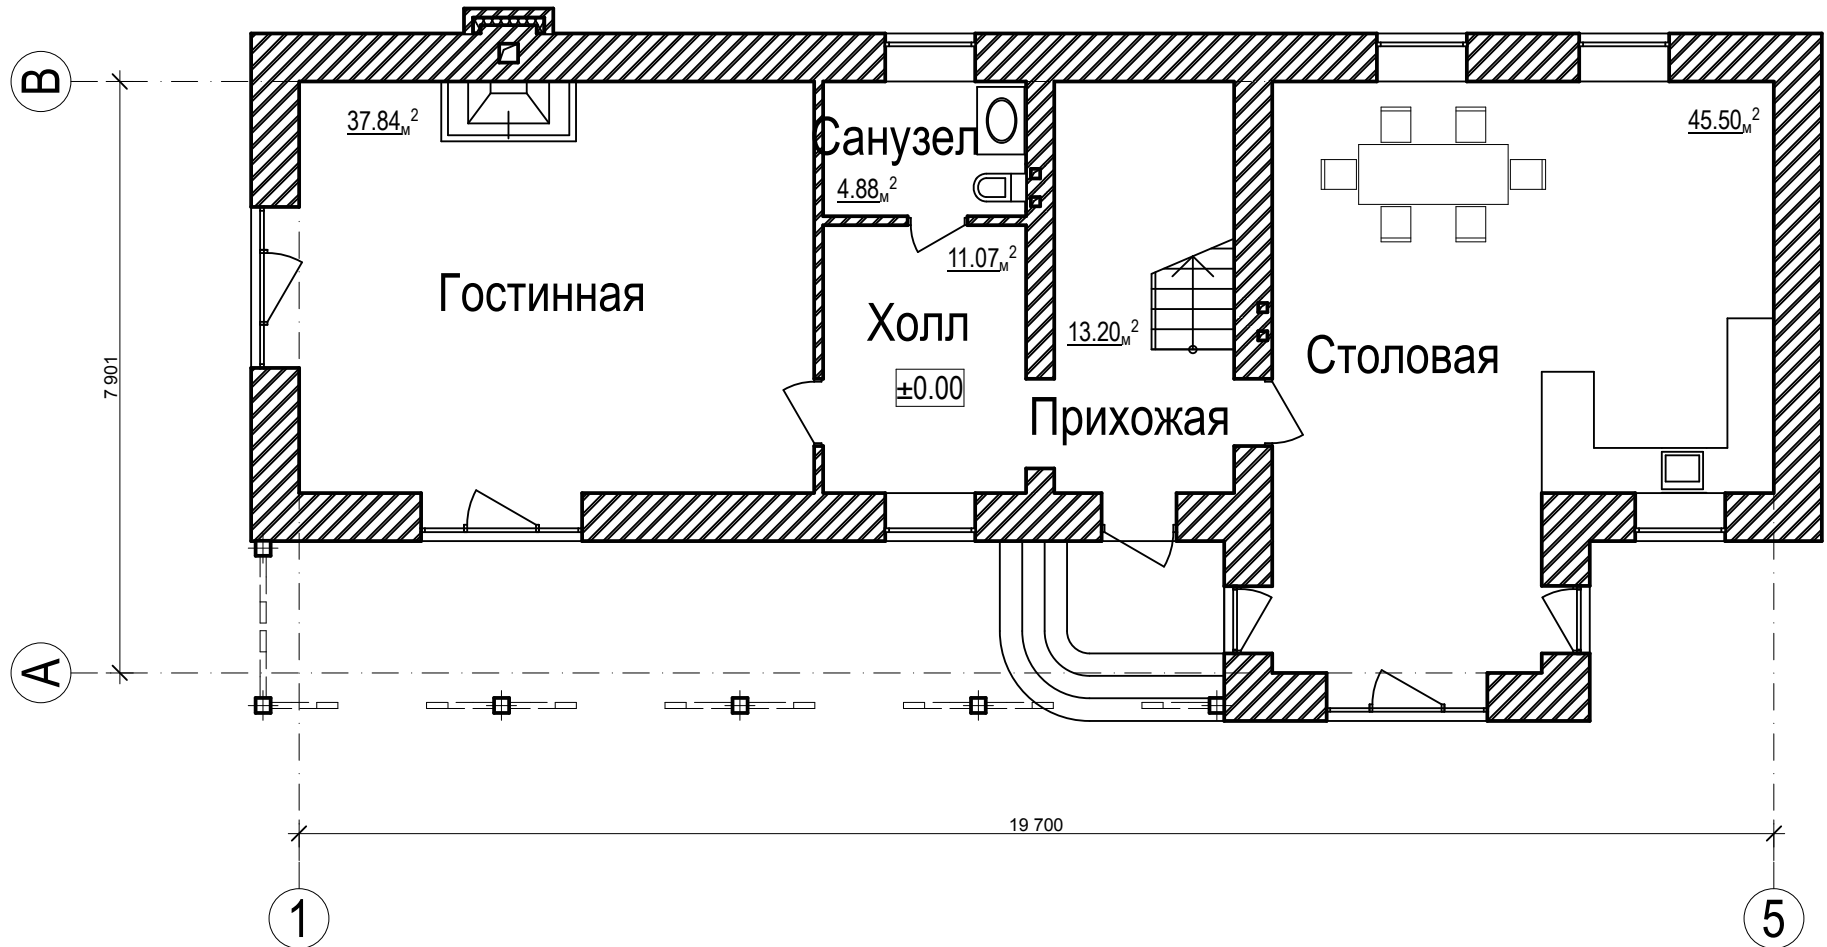 В
37.84м²
Санузел
4.88м²
45.50м²
11.07м²
Гостинная
Холл
13.20м²
Столовая
±0.00
Прихожая
7 901
А
19 700
1
5